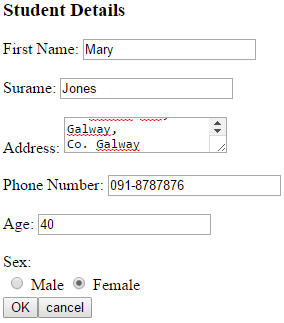 Student Details
First Name: Mary
Surame: Jones
Galway,
Address: Co. Galway
Phone Number: 091-8787876
Age: 40
Sex:
Male Female
OK cancel